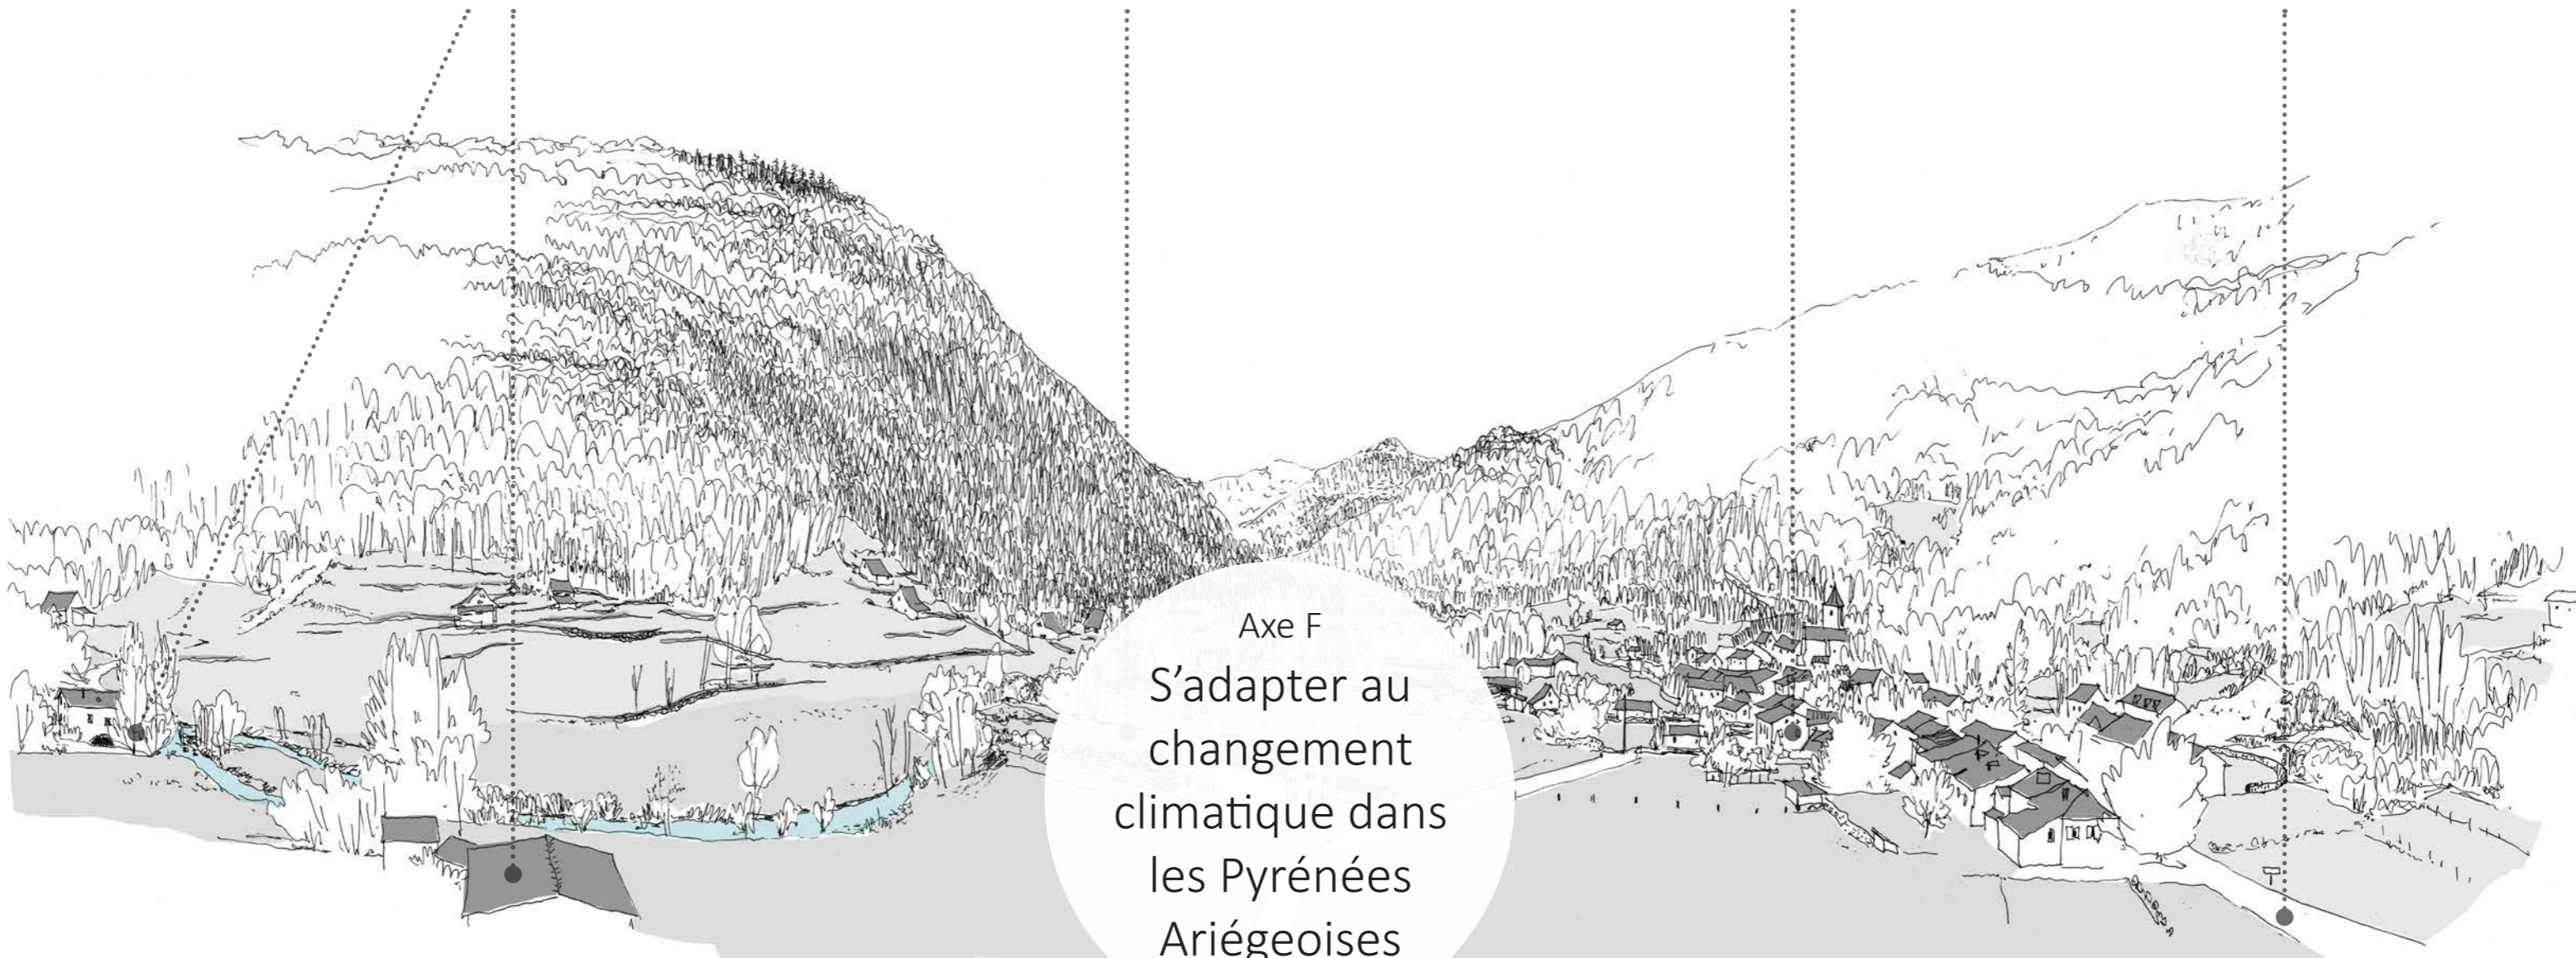 Axe F
S’adapter au
changement
climatique dans
les Pyrénées
Ariégeoises